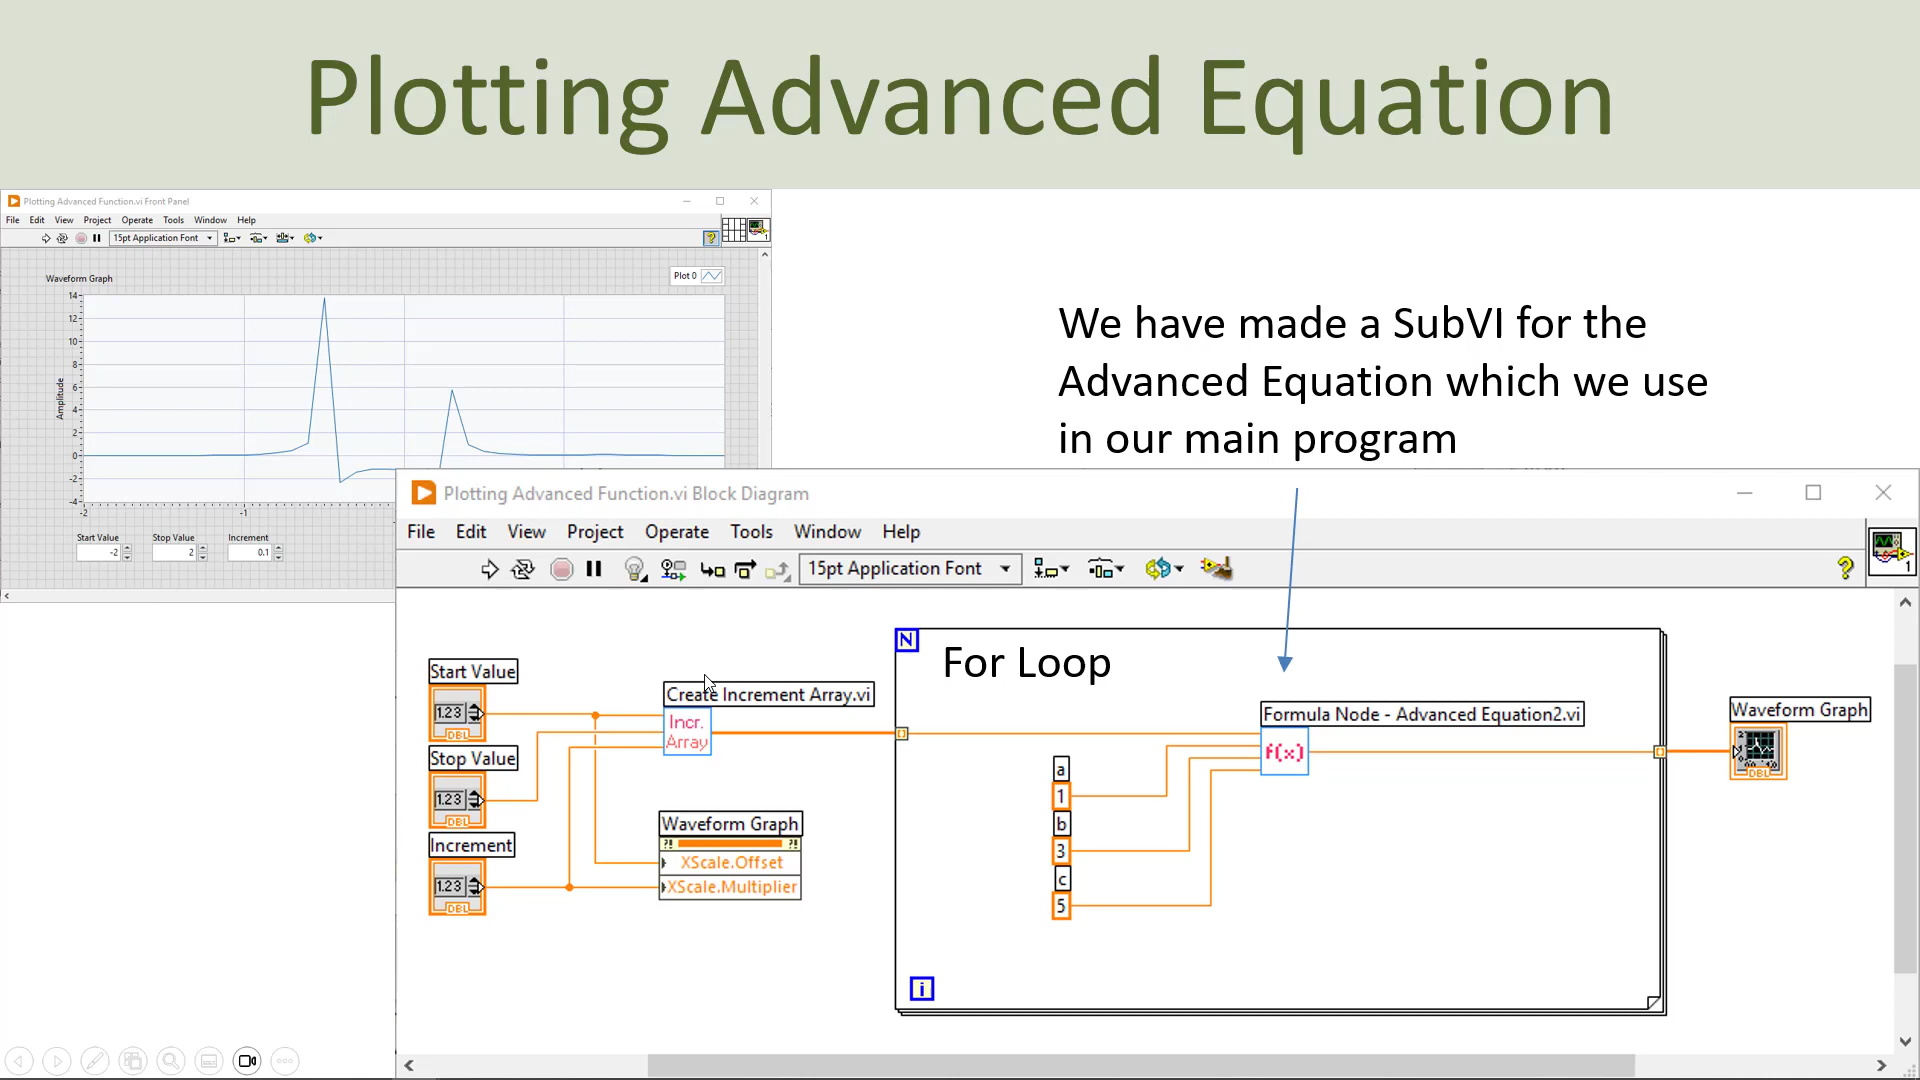 Plotting Advanced Equation
Plotting Advanced Function.vi Front Panel
File Edit View Project Operate Tools Window Help
15pt Application Font
Waveform Graph
Plot 0
Amplitude
14
12
10
8
6
4
2
0
-2
-4
-2
-1
Start Value Stop Value Increment
-2 2 0.1
We have made a SubVI for the
Advanced Equation which we use
in our main program
Plotting Advanced Function.vi Block Diagram
File Edit View Project Operate Tools Window Help
15pt Application Font
1
N
For Loop
Start Value
1.23
DBL
Stop Value
1.23
DBL
Increment
1.23
DBL
Create Increment Array.vi
Incr.
Array
Waveform Graph
?! ?!
XScale.Offset
XScale.Multiplier
a
1
b
3
c
5
Formula Node - Advanced Equation2.vi
f(x)
i
Waveform Graph
DBL